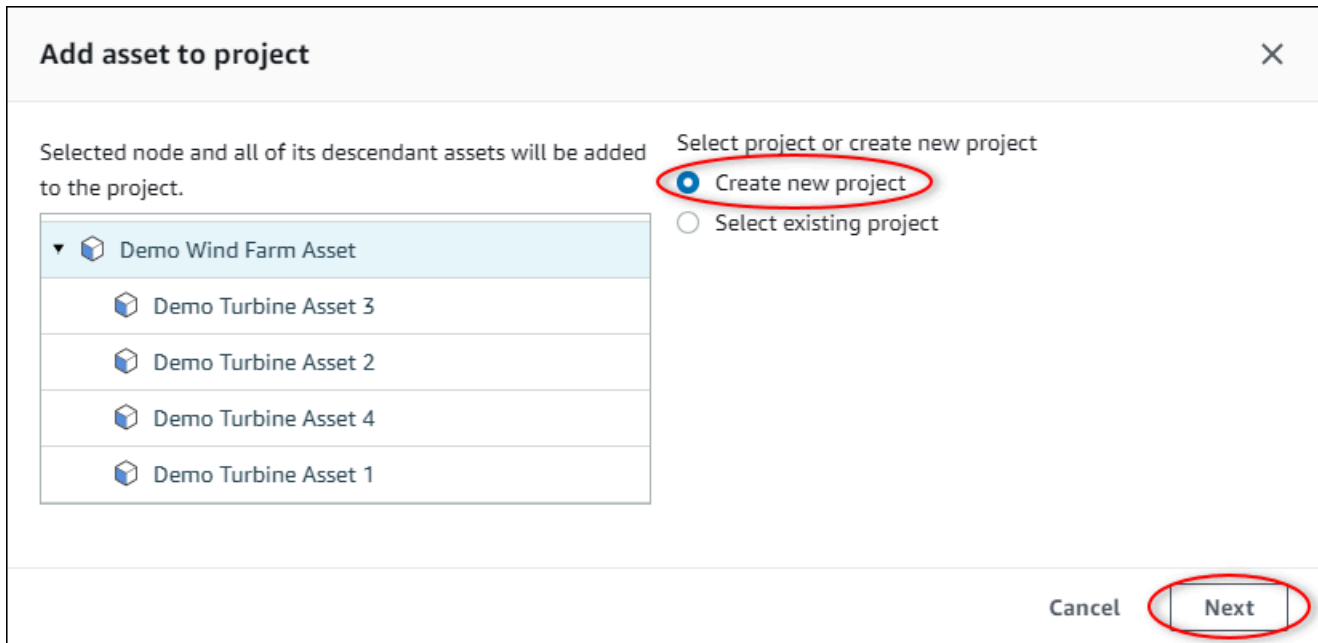 Add asset to project
Selected node and all of its descendant assets will be added
to the project.
Demo Wind Farm Asset
Demo Turbine Asset 3
Demo Turbine Asset 2
Demo Turbine Asset 4
Demo Turbine Asset 1
Select project or create new project
Create new project
Select existing project
Cancel
Next